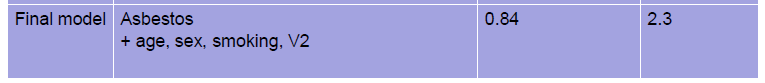 Final model Asbestos 0.84 2.3
+ age, sex, smoking, V2